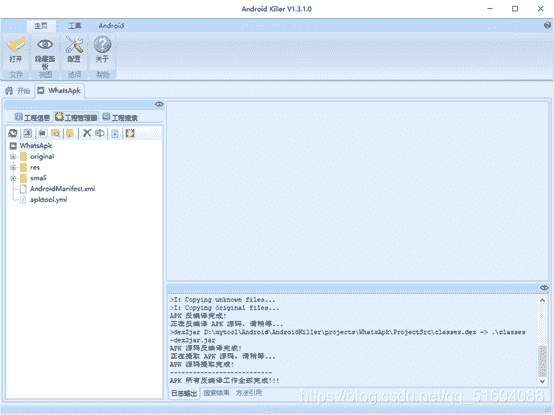 Android Killer V1.3.1.0
主页 工具 Android
打开 隐藏面板 配置 关于
文件 视图 选项 帮助
开始 WhatsApk
工程信息 工程管理器 工程搜索
WhatsApk
original
res
smali
AndroidManifest.xml
apktool.yml
>I: Copying unknown files...
>I: Copying original files...
APK 反编译完成!
正在反编译 APK 源码，请稍等...
>dex2jar D:\mytool\Android\AndroidKiller\projects\WhatsApk\ProjectSrc\classes.dex -> .\classes
-dex2jar.jar
APK 源码反编译完成!
正在提取 APK 源码，请稍等...
APK 源码提取完成!
--------------------------
APK 所有反编译工作全部完成!!!
日志输出 搜索结果 方法引用
https://blog.csdn.net/qq_51604088